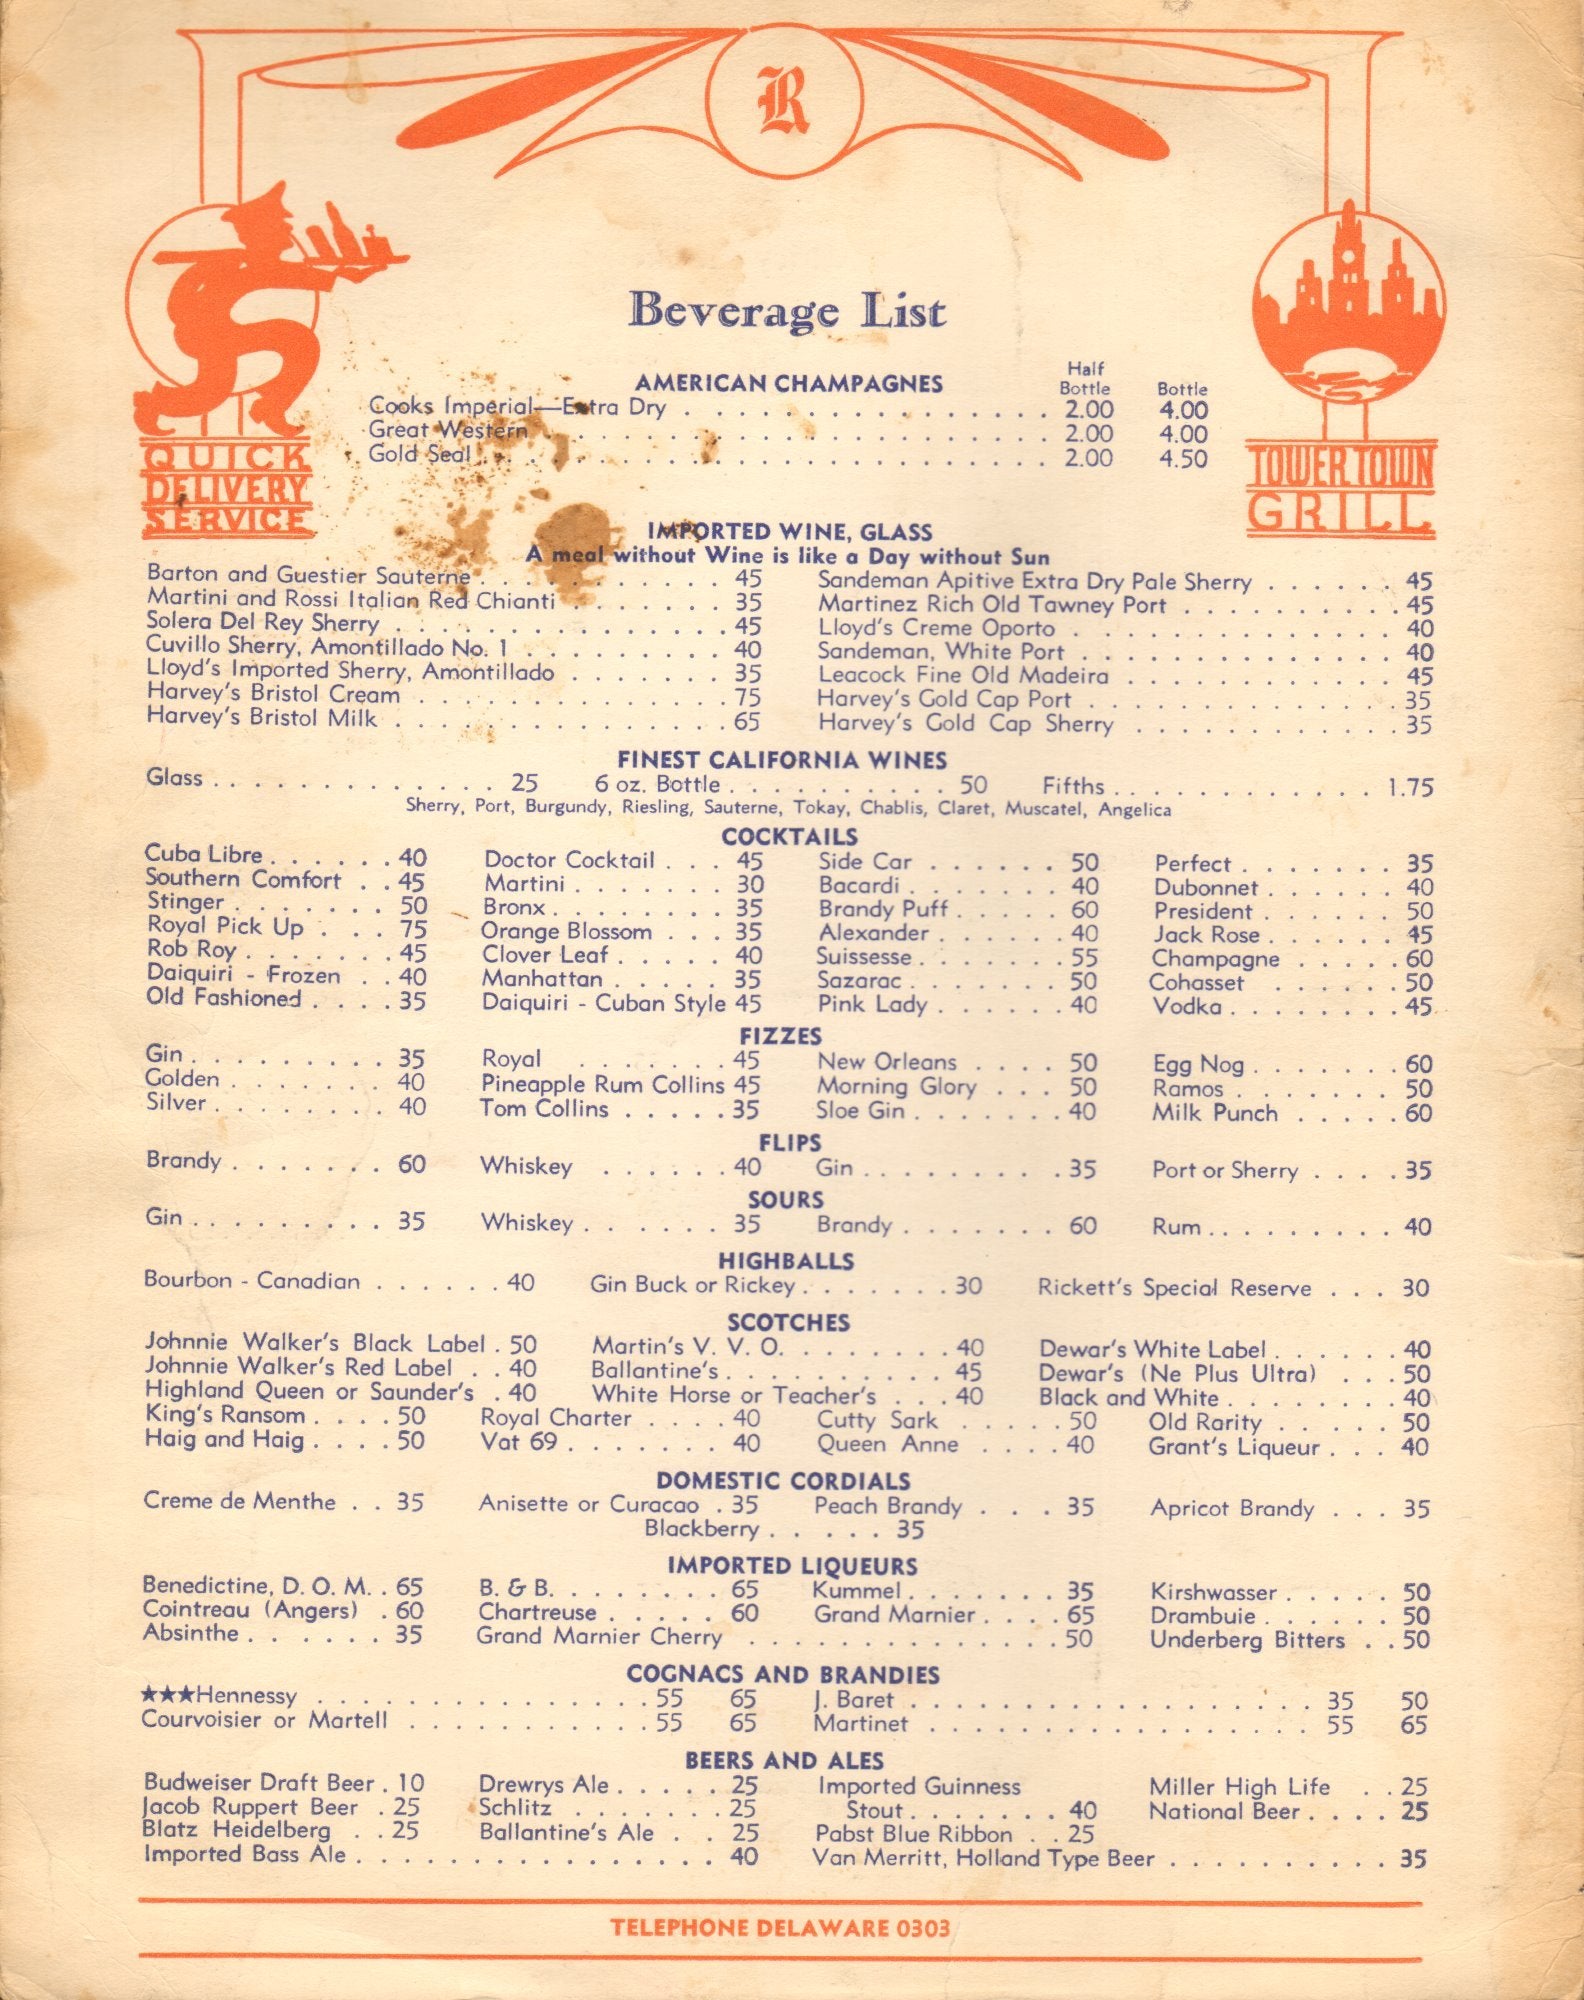 R
QUICK
DELIVERY
SERVICE
TOWER TOWN
GRILL
Beverage List
AMERICAN CHAMPAGNES Half Bottle Bottle
Cooks Imperial—Extra Dry . . . . . . . . . . . . . . . 2.00 4.00
Great Western . . . . . . . . . . . . . . . . . . . . . 2.00 4.00
Gold Seal . . . . . . . . . . . . . . . . . . . . . . . 2.00 4.50
IMPORTED WINE, GLASS
A meal without Wine is like a Day without Sun
Barton and Guestier Sauterne . . . . . . . . . . . 45 Sandeman Apitive Extra Dry Pale Sherry . . . . . . 45
Martini and Rossi Italian Red Chianti . . . . . . . 35 Martinez Rich Old Tawney Port . . . . . . . . . . 45
Solera Del Rey Sherry . . . . . . . . . . . . . . . 45 Lloyd's Creme Oporto . . . . . . . . . . . . . . 40
Cuvillo Sherry, Amontillado No. 1 . . . . . . . . . 40 Sandeman, White Port . . . . . . . . . . . . . . 40
Lloyd's Imported Sherry, Amontillado . . . . . . . 35 Leacock Fine Old Madeira . . . . . . . . . . . . 45
Harvey's Bristol Cream . . . . . . . . . . . . . . . 75 Harvey's Gold Cap Port . . . . . . . . . . . . . . 35
Harvey's Bristol Milk . . . . . . . . . . . . . . . 65 Harvey's Gold Cap Sherry . . . . . . . . . . . . 35
FINEST CALIFORNIA WINES
Glass . . . . . . . . . . . . . 25 6 oz. Bottle . . . . . . . . . . 50 Fifths . . . . . . . . . . . . 1.75
Sherry, Port, Burgundy, Riesling, Sauterne, Tokay, Chablis, Claret, Muscatel, Angelica
COCKTAILS
Cuba Libre . . . . . . 40 Doctor Cocktail . . . 45 Side Car . . . . . . 50 Perfect . . . . . . . 35
Southern Comfort . . 45 Martini . . . . . . . 30 Bacardi . . . . . . . 40 Dubonnet . . . . . . 40
Stinger . . . . . . . 50 Bronx . . . . . . . . 35 Brandy Puff . . . . . 60 President . . . . . . 50
Royal Pick Up . . . 75 Orange Blossom . . . 35 Alexander . . . . . . 40 Jack Rose . . . . . . 45
Rob Roy . . . . . . . 45 Clover Leaf . . . . . 40 Suissesse . . . . . . 55 Champagne . . . . . 60
Daiquiri - Frozen . . 40 Manhattan . . . . . 35 Sazarac . . . . . . . 50 Cohasset . . . . . . 50
Old Fashioned . . . . 35 Daiquiri - Cuban Style 45 Pink Lady . . . . . . 40 Vodka . . . . . . . . 45
FIZZES
Gin . . . . . . . . . 35 Royal . . . . . . . 45 New Orleans . . . . 50 Egg Nog . . . . . . . 60
Golden . . . . . . . 40 Pineapple Rum Collins 45 Morning Glory . . . 50 Ramos . . . . . . . 50
Silver . . . . . . . . 40 Tom Collins . . . . . 35 Sloe Gin . . . . . . . 40 Milk Punch . . . . . 60
FLIPS
Brandy . . . . . . . 60 Whiskey . . . . . . 40 Gin . . . . . . . . . 35 Port or Sherry . . . . 35
SOURS
Gin . . . . . . . . . 35 Whiskey . . . . . . 35 Brandy . . . . . . . 60 Rum . . . . . . . . . 40
HIGHBALLS
Bourbon - Canadian . . . . . . 40 Gin Buck or Rickey . . . . . . . 30 Rickett's Special Reserve . . . 30
SCOTCHES
Johnnie Walker's Black Label . 50 Martin's V. V. O. . . . . . . . 40 Dewar's White Label . . . . . . 40
Johnnie Walker's Red Label . . 40 Ballantine's . . . . . . . . . . 45 Dewar's (Ne Plus Ultra) . . . 50
Highland Queen or Saunder's . 40 White Horse or Teacher's . . . 40 Black and White . . . . . . . . 40
King's Ransom . . . . 50 Royal Charter . . . . 40 Cutty Sark . . . . . 50 Old Rarity . . . . . 50
Haig and Haig . . . . 50 Vat 69 . . . . . . . 40 Queen Anne . . . . 40 Grant's Liqueur . . . 40
DOMESTIC CORDIALS
Creme de Menthe . . 35 Anisette or Curacao . 35 Peach Brandy . . . 35 Apricot Brandy . . . 35
Blackberry . . . . . 35
IMPORTED LIQUEURS
Benedictine, D. O. M. . 65 B. & B. . . . . . . . 65 Kummel . . . . . . . 35 Kirshwasser . . . . . 50
Cointreau (Angers) . 60 Chartreuse . . . . . 60 Grand Marnier . . . . 65 Drambuie . . . . . . 50
Absinthe . . . . . . 35 Grand Marnier Cherry . . . . . . . . . . . . . . 50 Underberg Bitters . . 50
COGNACS AND BRANDIES
★★★Hennessy . . . . . . . . . . . . . . . 55 65 J. Baret . . . . . . . . . . . . . . . . . 35 50
Courvoisier or Martell . . . . . . . . . . . 55 65 Martinet . . . . . . . . . . . . . . . . . 55 65
BEERS AND ALES
Budweiser Draft Beer . 10 Drewrys Ale . . . . . 25 Imported Guinness Miller High Life . . 25
Jacob Ruppert Beer . 25 Schlitz . . . . . . . 25 Stout . . . . . . . 40 National Beer . . . . 25
Blatz Heidelberg . . 25 Ballantine's Ale . . 25 Pabst Blue Ribbon . . 25
Imported Bass Ale . . . . . . . . . . . . . . . . 40 Van Merritt, Holland Type Beer . . . . . . . . . . 35
TELEPHONE DELAWARE 0303